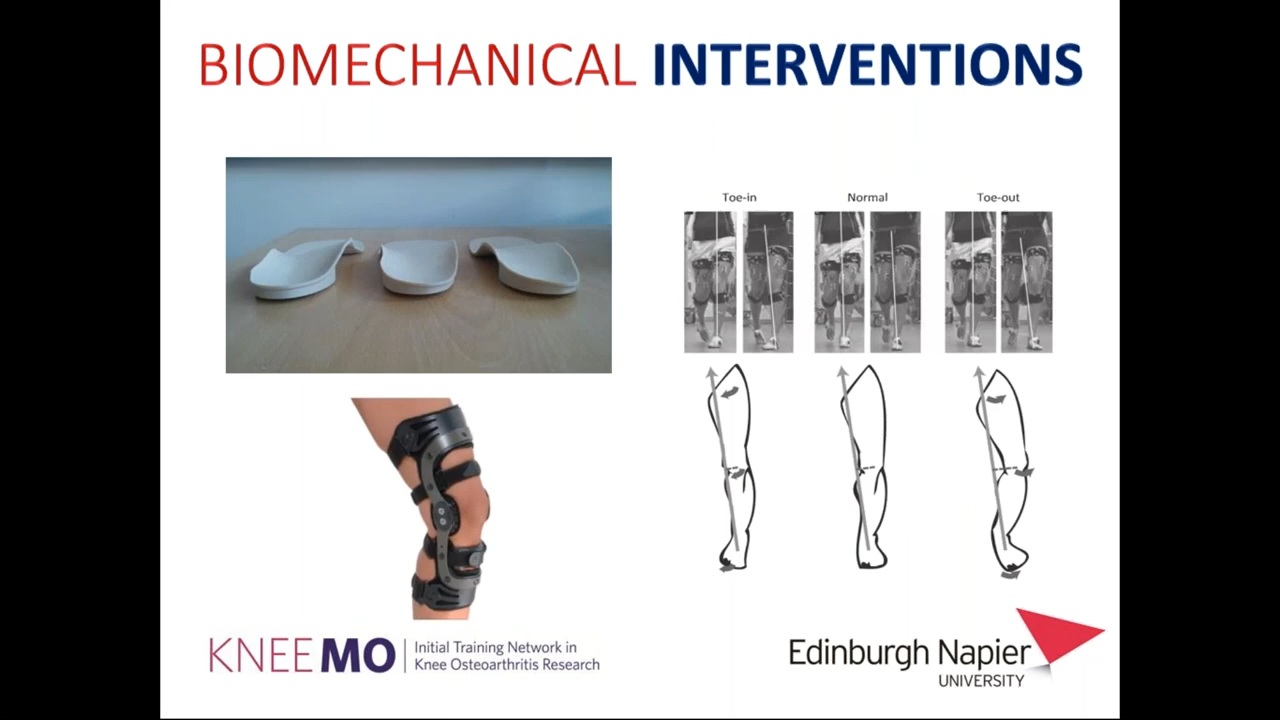 BIOMECHANICAL INTERVENTIONS
Toe-in
Normal
Toe-out
KNEEMO
Initial Training Network in
Knee Osteoarthritis Research
Edinburgh Napier
UNIVERSITY